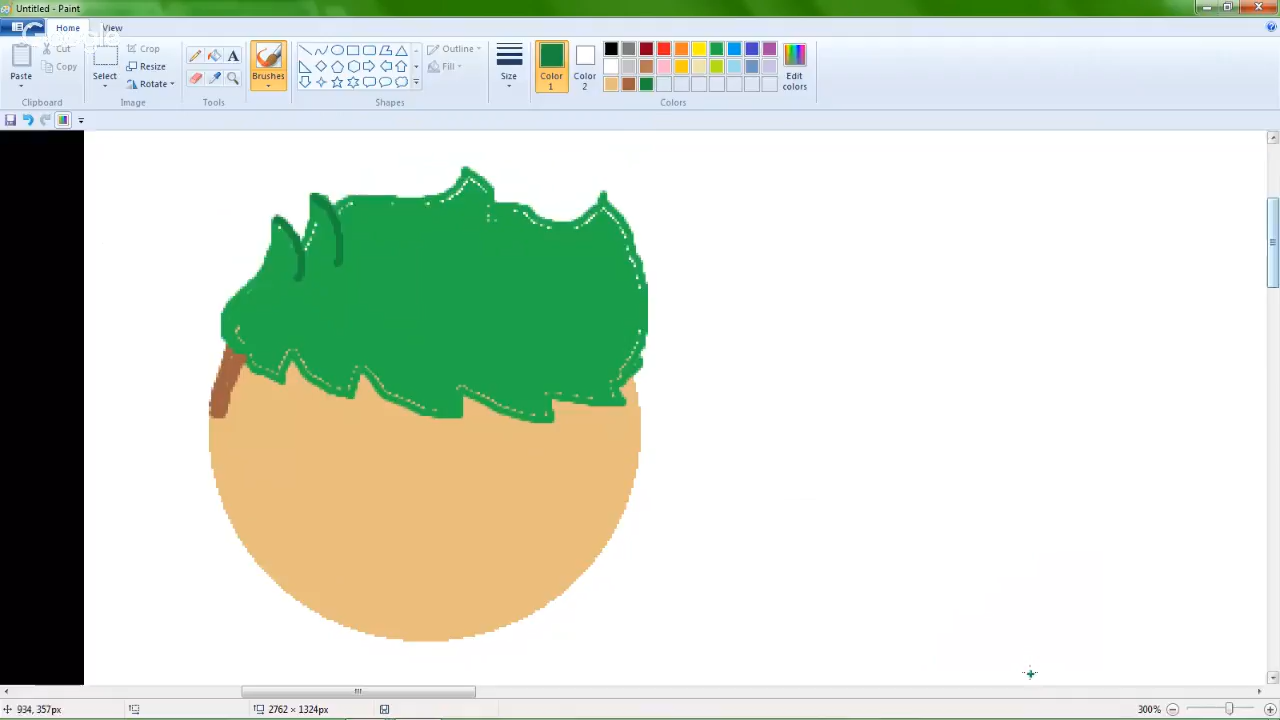 Untitled - Paint
Home View
Paste
Cut
Copy
Clipboard
Select
Crop
Resize
Rotate
Image
A
Tools
Brushes
Outline
Fill
Shapes
Size
Color
1
Color
2
Edit
colors
Colors
934, 357px
2762 × 1324px
300%